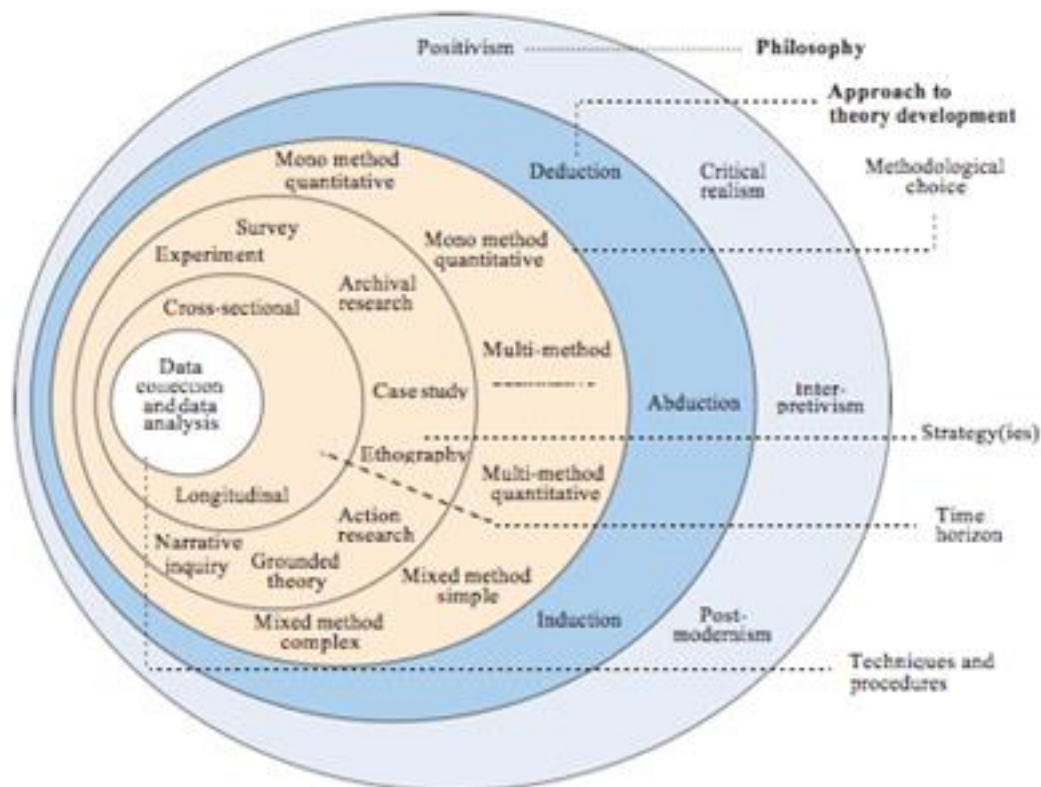 Positivism
Philosophy
Approach to
theory development
Mono method
quantitative
Deduction
Critical
realism
Methodological
choice
Survey
Experiment
Mono method
quantitative
Archival
research
Cross-sectional
Multi-method
Data
collection
and data
analysis
Case study
Abduction
Inter-
pretivism
Strategy(ies)
Ethography
Multi-method
quantitative
Longitudinal
Action
research
Time
horizon
Narrative
inquiry
Grounded
theory
Mixed method
simple
Mixed method
complex
Induction
Post-
modernism
Techniques and
procedures